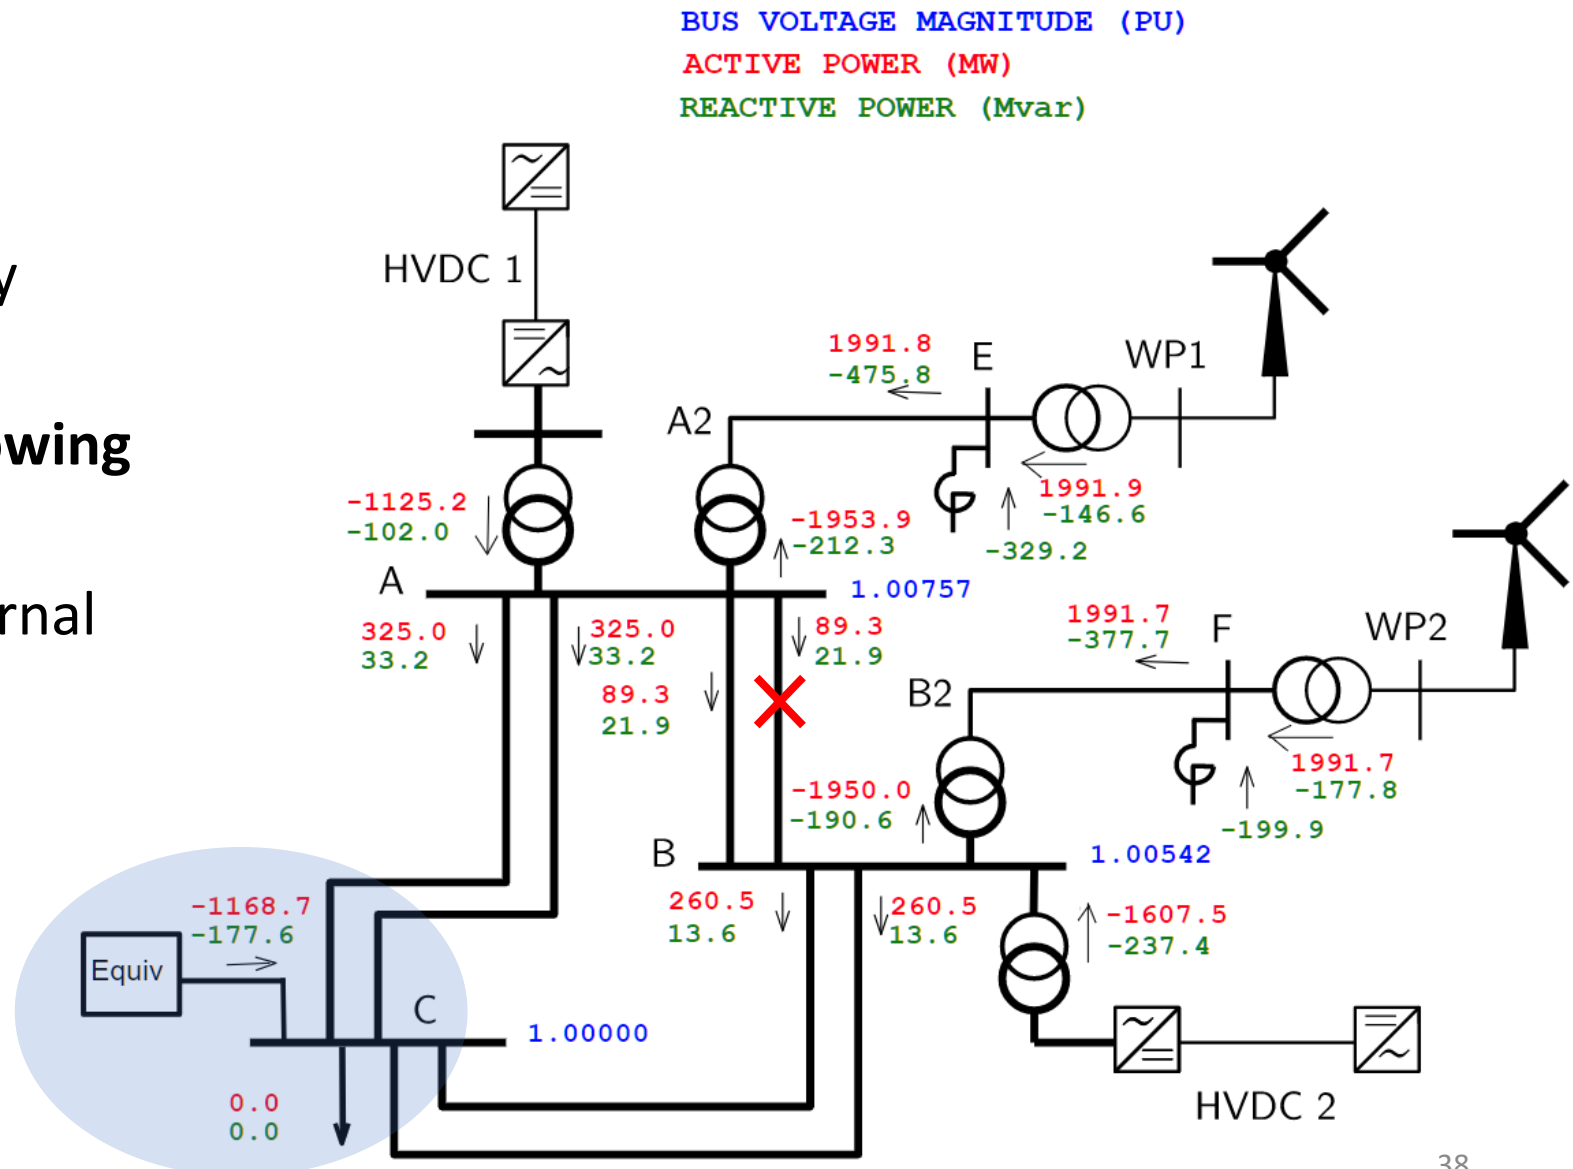 BUS VOLTAGE MAGNITUDE (PU)
ACTIVE POWER (MW)
REACTIVE POWER (Mvar)
y
owing
rnal
HVDC 1
1991.8
-475.8
E
WP1
A2
-1125.2
-102.0
-1953.9
-212.3
1991.9
-146.6
-329.2
A
1.00757
325.0
33.2
325.0
33.2
89.3
21.9
89.3
21.9
1991.7
-377.7
F
WP2
B2
-1950.0
-190.6
1991.7
-177.8
-199.9
B
1.00542
260.5
13.6
260.5
13.6
-1607.5
-237.4
-1168.7
-177.6
Equiv
C
1.00000
0.0
0.0
HVDC 2
38